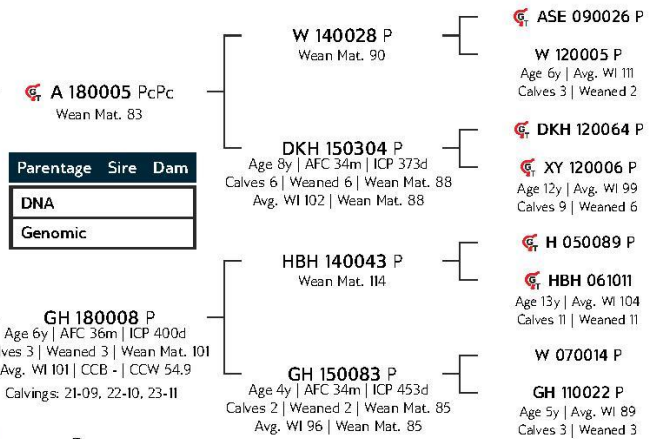 A 180005 PcPc
Wean Mat. 83
Parentage Sire Dam
DNA
Genomic
GH 180008 P
Age 6y | AFC 36m | ICP 400d
ves 3 | Weaned 3 | Wean Mat. 101
Avg. WI 101 | CCB - | CCW 54.9
Calvings: 21-09, 22-10, 23-11
W 140028 P
Wean Mat. 90
DKH 150304 P
Age 8y | AFC 34m | ICP 373d
Calves 6 | Weaned 6 | Wean Mat. 88
Avg. WI 102 | Wean Mat. 88
HBH 140043 P
Wean Mat. 114
GH 150083 P
Age 4y | AFC 34m | ICP 453d
Calves 2 | Weaned 2 | Wean Mat. 85
Avg. WI 96 | Wean Mat. 85
ASE 090026 P
W 120005 P
Age 6y | Avg. WI 111
Calves 3 | Weaned 2
DKH 120064 P
XY 120006 P
Age 12y | Avg. WI 99
Calves 9 | Weaned 6
H 050089 P
HBH 061011
Age 13y | Avg. WI 104
Calves 11 | Weaned 11
W 070014 P
GH 110022 P
Age 5y | Avg. WI 89
Calves 3 | Weaned 3